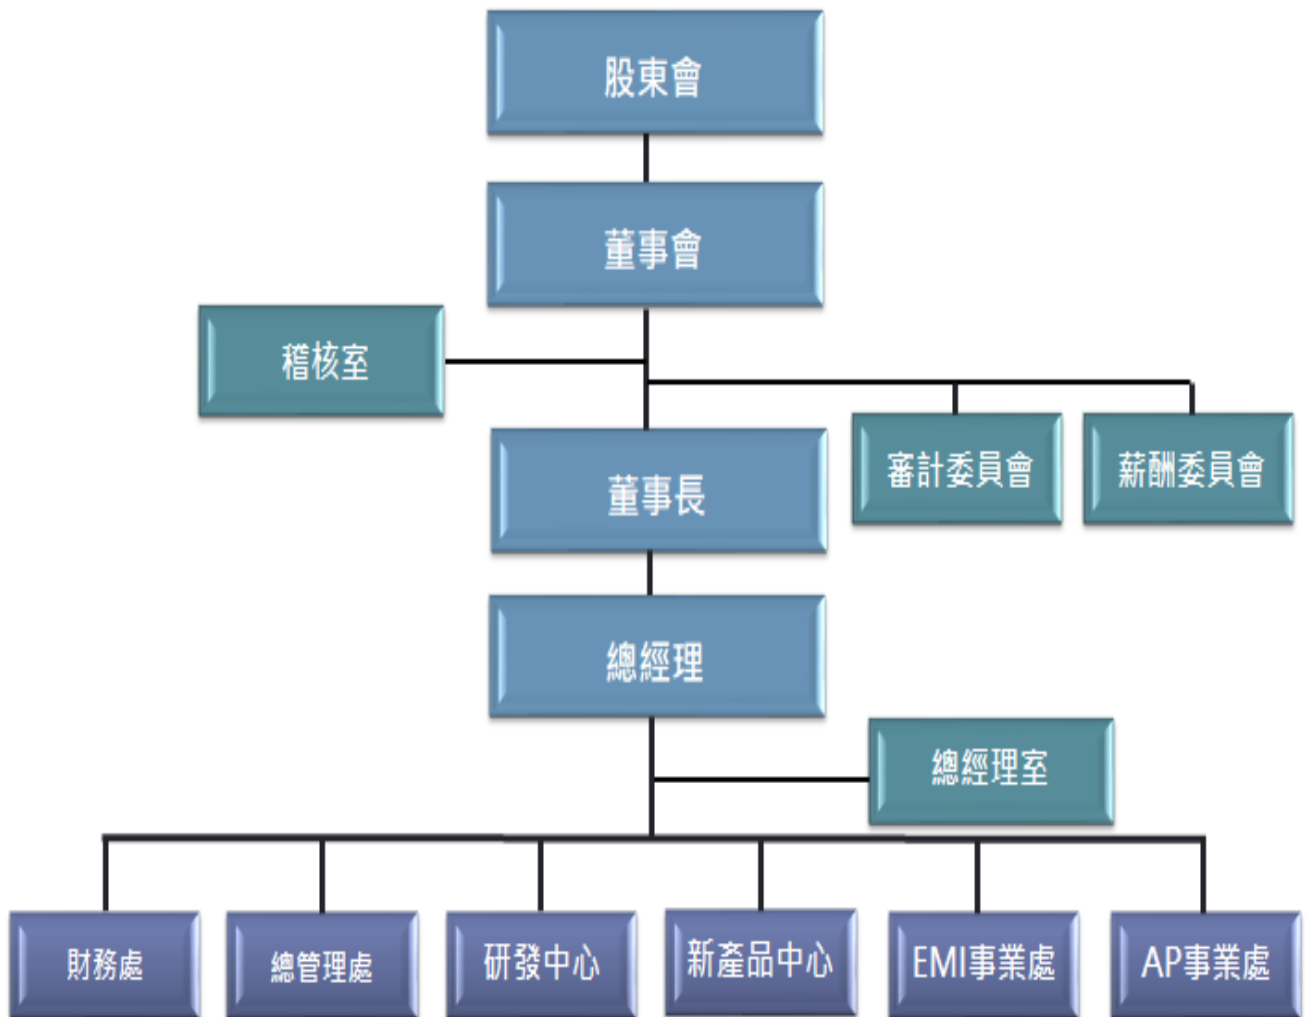 股東會
董事會
稽核室
審計委員會
薪酬委員會
董事長
總經理
總經理室
財務處
總管理處
研發中心
新產品中心
EMI事業處
AP事業處